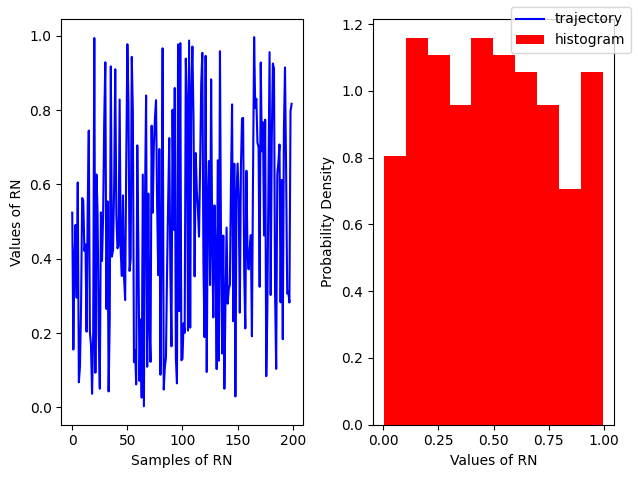 trajectory
histogram
1.0
0.8
0.6
0.4
0.2
0.0
Values of RN
0 50 100 150 200
Samples of RN
1.2
1.0
0.8
0.6
0.4
0.2
0.0
Probability Density
0.00 0.25 0.50 0.75 1.00
Values of RN